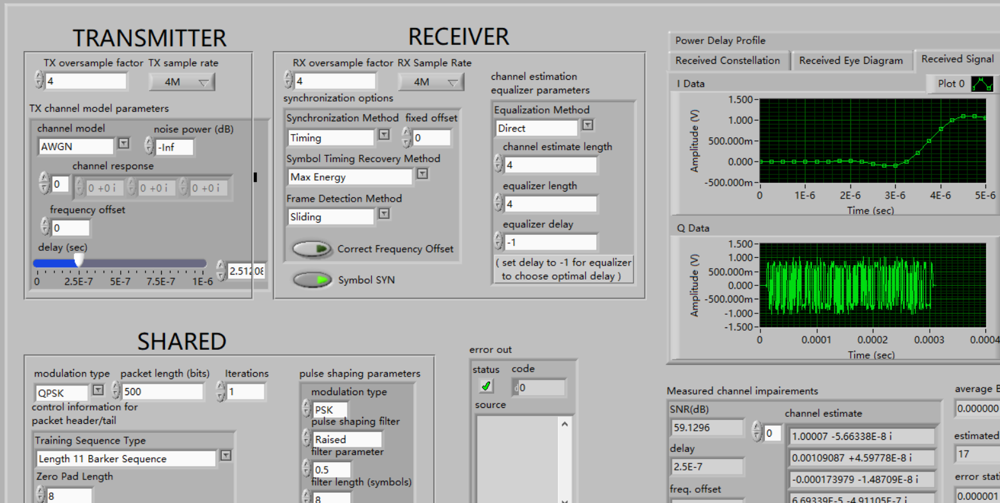 TRANSMITTER
TX oversample factor TX sample rate
4 4M
TX channel model parameters
channel model noise power (dB)
AWGN -Inf
channel response
0 0 +0 i 0 +0 i 0 +0 i
frequency offset
0
delay (sec)
0 2.5E-7 5E-7 7.5E-7 1E-6
RECEIVER
RX oversample factor RX Sample Rate
4 4M
synchronization options
Synchronization Method fixed offset
Timing 0
Symbol Timing Recovery Method
Max Energy
Frame Detection Method
Sliding
Correct Frequency Offset
Symbol SYN
channel estimation
equalizer parameters
Equalization Method
Direct
channel estimate length
4
equalizer length
4
equalizer delay
-1
( set delay to -1 for equalizer
to choose optimal delay )
Power Delay Profile
Received Constellation Received Eye Diagram Received Signal
I Data Plot 0
Amplitude (V)
1.500
1.000
500.000m
0.000
-500.000m
0 1E-6 2E-6 3E-6 4E-6 5E-6
Time (sec)
Q Data
Amplitude (V)
1.500
1.000
500.000m
0.000
-500.000m
-1.000
-1.500
0 0.0001 0.0002 0.0003 0.0004
Time (sec)
SHARED
modulation type packet length (bits) Iterations
QPSK 500 1
control information for
packet header/tail
Training Sequence Type
Length 11 Barker Sequence
Zero Pad Length
8
pulse shaping parameters
modulation type
PSK
pulse shaping filter
Raised
filter parameter
0.5
filter length (symbols)
8
error out
status code
d 0
source
Measured channel impairements
SNR(dB)
59.1296
delay
2.5E-7
freq. offset
channel estimate
0
1.00007 -5.66338E-8 i
0.00109087 +4.59778E-8 i
-0.000173979 -1.48709E-8 i
6.69339E-5 -4.91105E-7 i
average
0.000000
estimated
17
error
0.000001